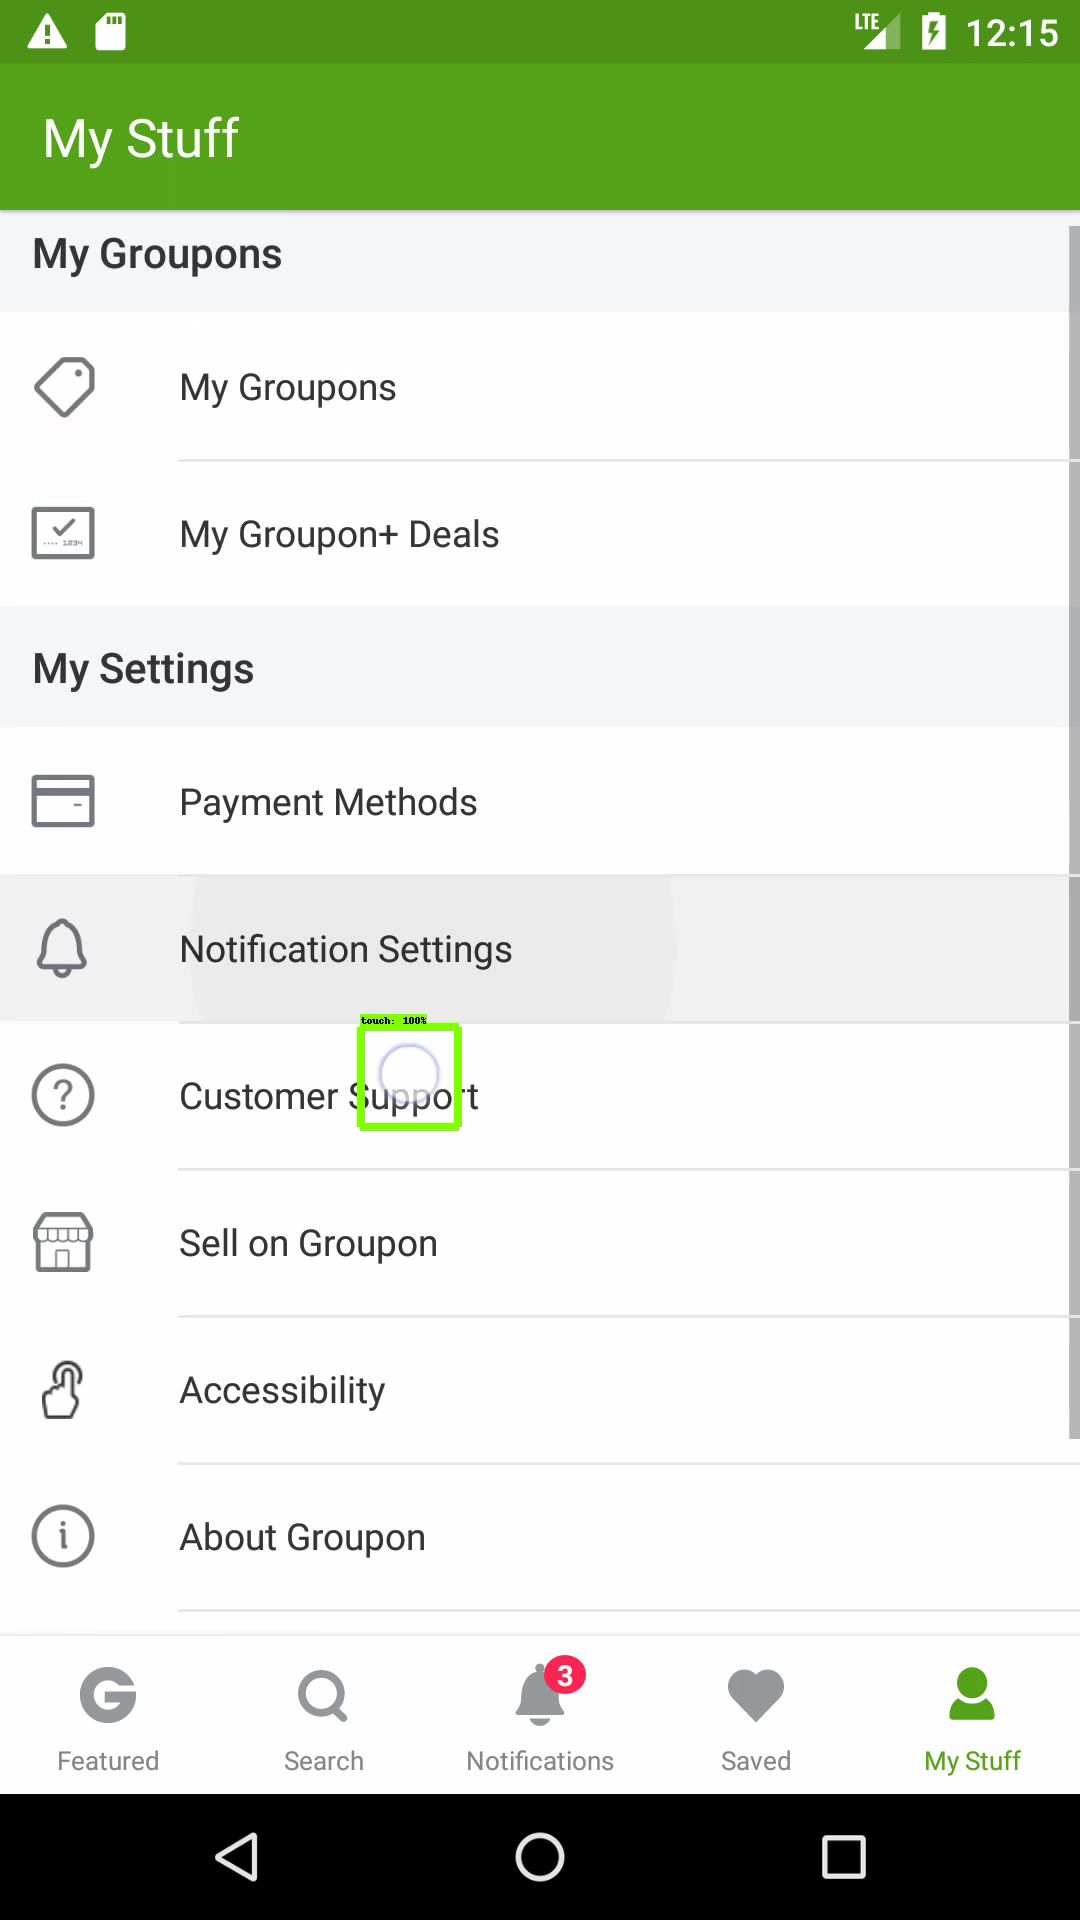 LTE 12:15
My Stuff
My Groupons
My Groupons
1234
My Groupon+ Deals
My Settings
Payment Methods
Notification Settings
touch: 100%
Customer Support
Sell on Groupon
Accessibility
About Groupon
3
Featured Search Notifications Saved My Stuff